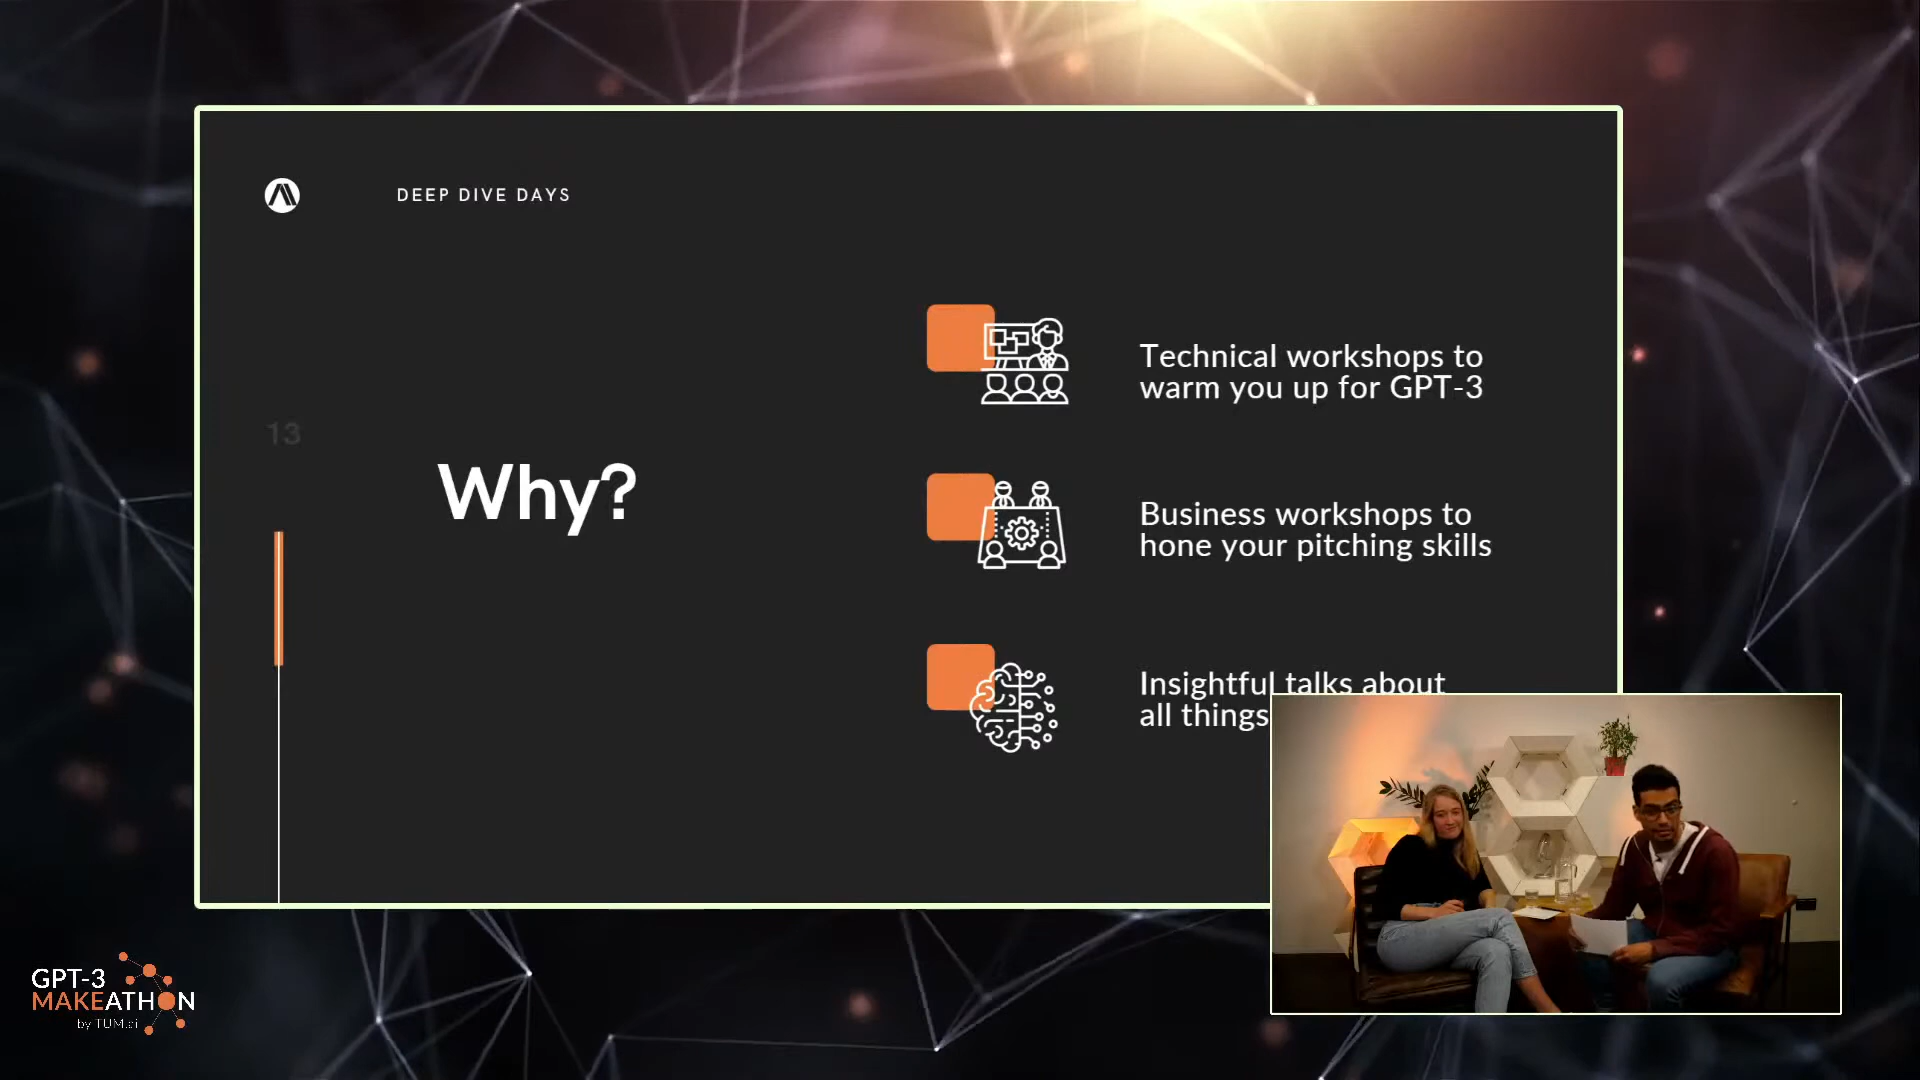 DEEP DIVE DAYS
13
Why?
Technical workshops to
warm you up for GPT-3
Business workshops to
hone your pitching skills
Insightful talks about
all things
GPT-3
MAKEATHON
by TUM.ai